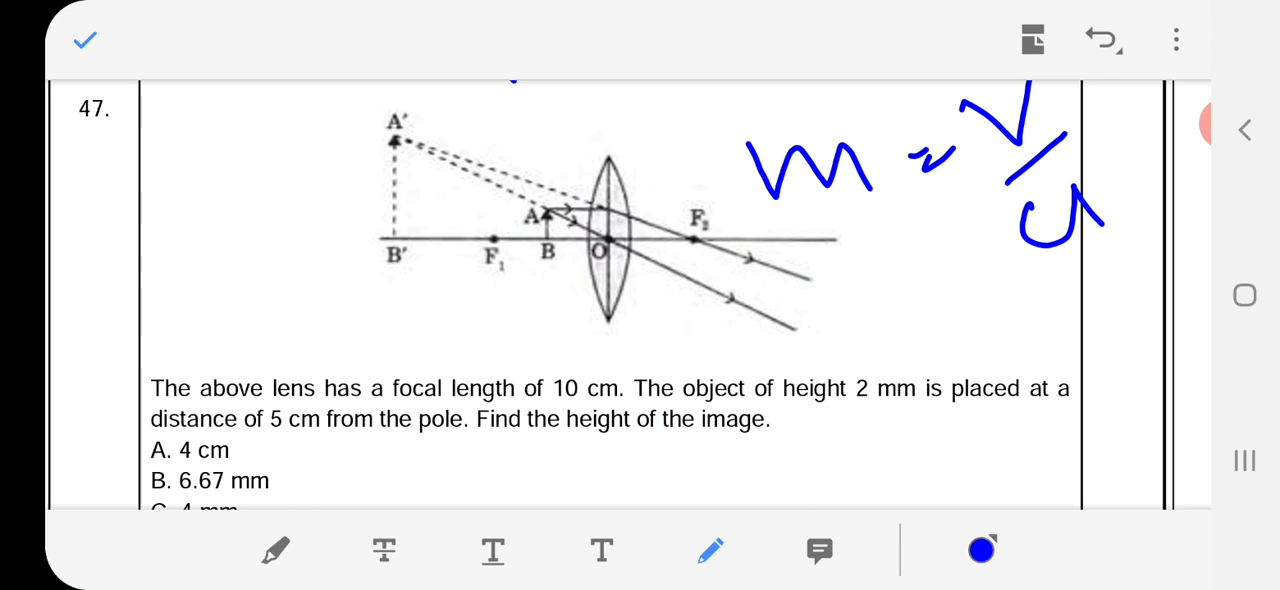 47.
A'
m = v/u
A
F2
B'
F1
B
O
The above lens has a focal length of 10 cm. The object of height 2 mm is placed at a
distance of 5 cm from the pole. Find the height of the image.
A. 4 cm
B. 6.67 mm
C. 4 mm
T
T
T